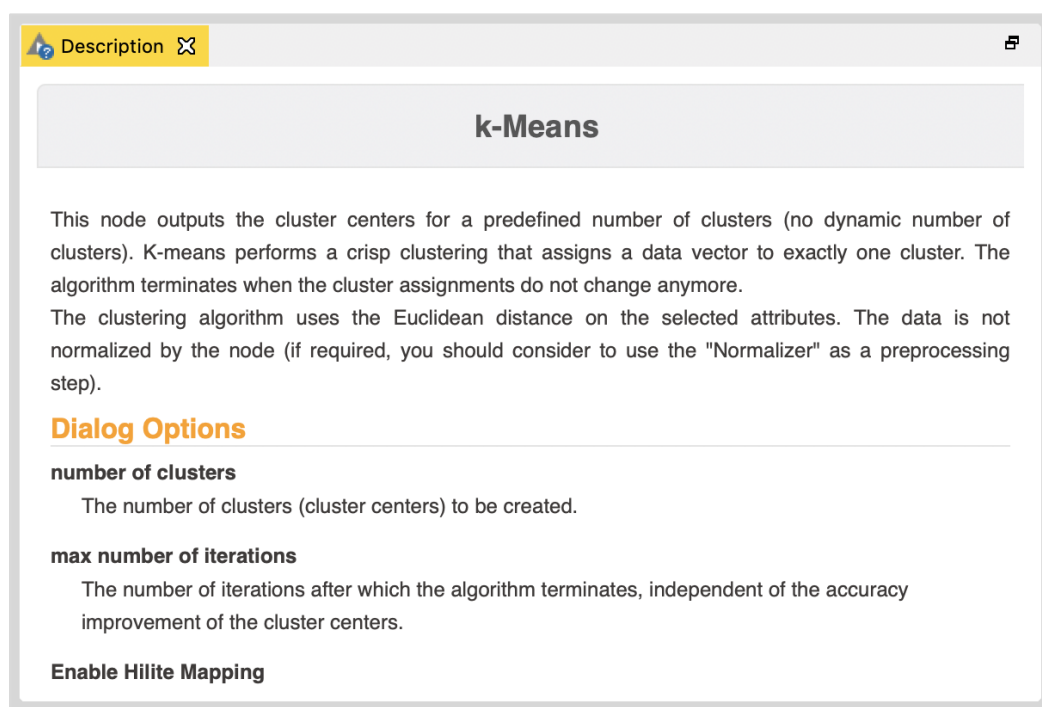 Description
k-Means
This node outputs the cluster centers for a predefined number of clusters (no dynamic number of
clusters). K-means performs a crisp clustering that assigns a data vector to exactly one cluster. The
algorithm terminates when the cluster assignments do not change anymore.
The clustering algorithm uses the Euclidean distance on the selected attributes. The data is not
normalized by the node (if required, you should consider to use the "Normalizer" as a preprocessing
step).
Dialog Options
number of clusters
The number of clusters (cluster centers) to be created.
max number of iterations
The number of iterations after which the algorithm terminates, independent of the accuracy
improvement of the cluster centers.
Enable Hilite Mapping